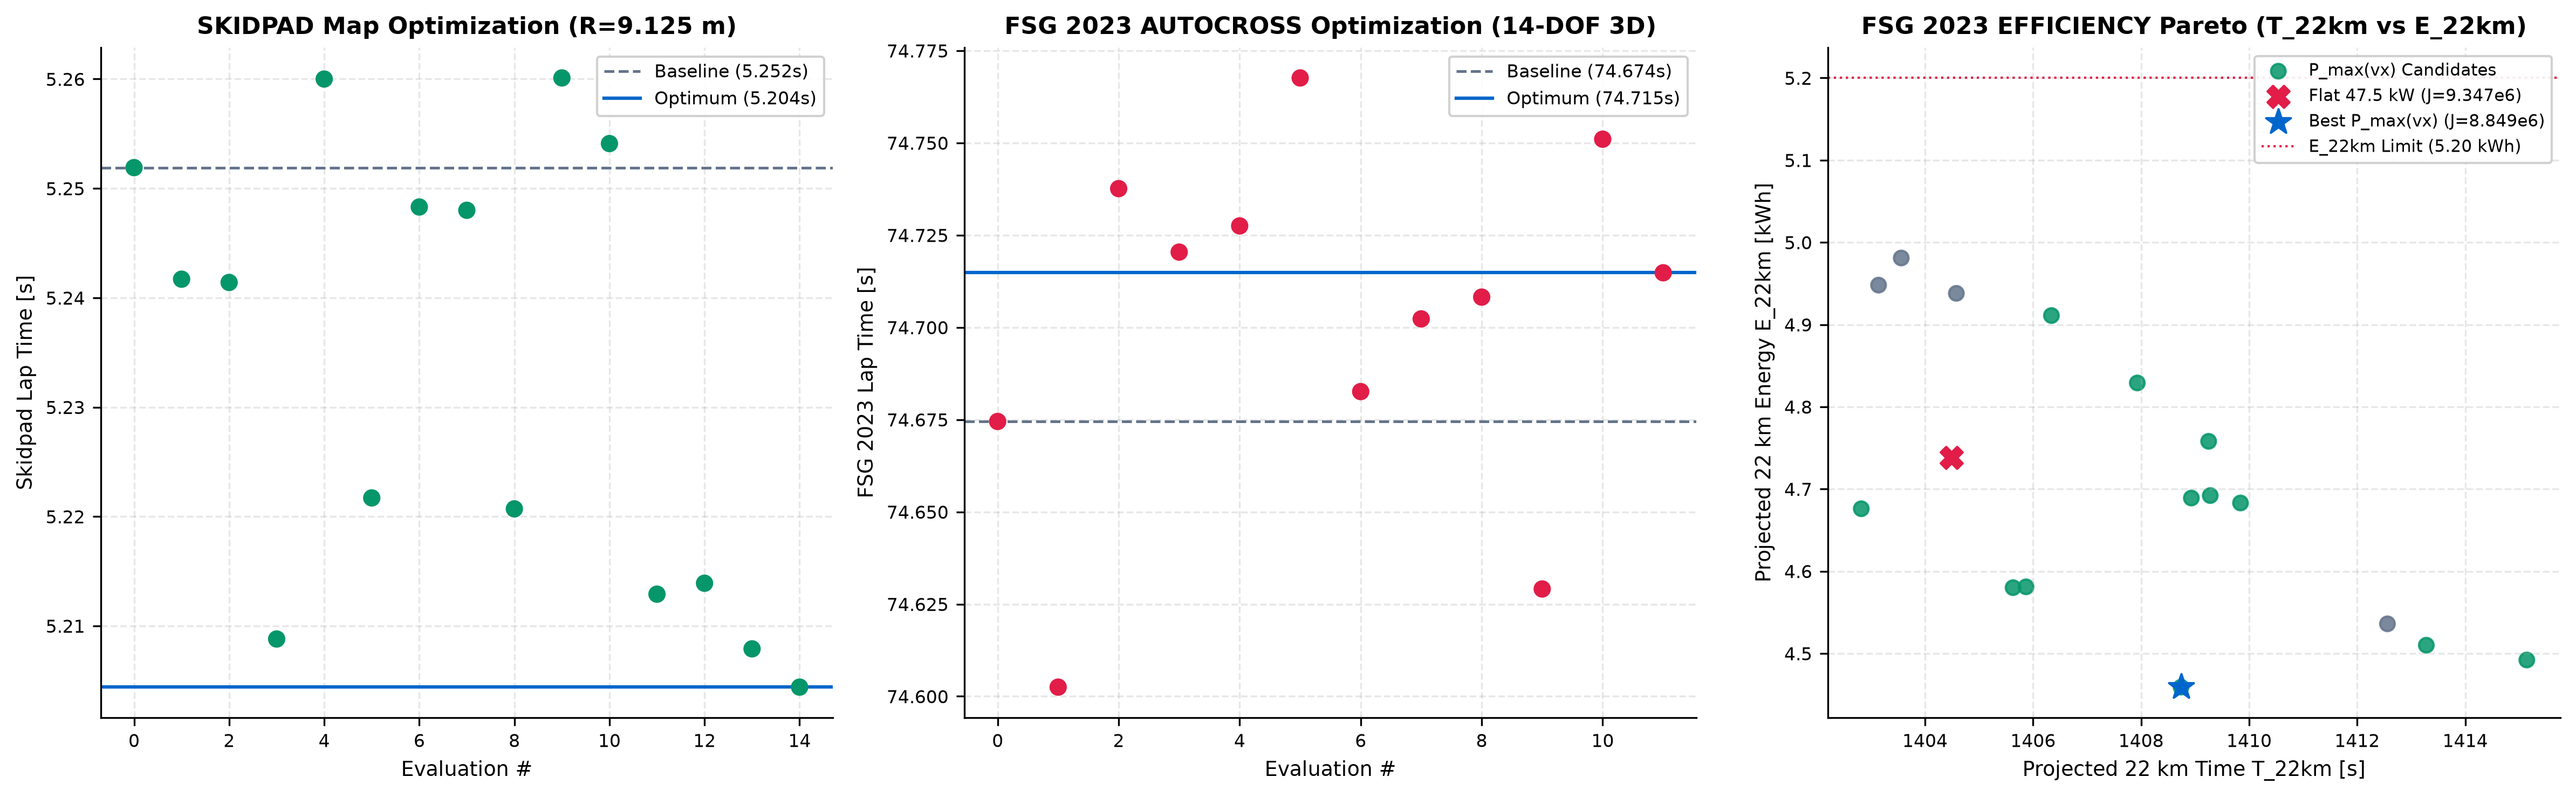 SKIDPAD Map Optimization (R=9.125 m)
Baseline (5.252s)
Optimum (5.204s)
Skidpad Lap Time [s]
5.26
5.25
5.24
5.23
5.22
5.21
0 2 4 6 8 10 12 14
Evaluation #
FSG 2023 AUTOCROSS Optimization (14-DOF 3D)
Baseline (74.674s)
Optimum (74.715s)
FSG 2023 Lap Time [s]
74.775
74.750
74.725
74.700
74.675
74.650
74.625
74.600
0 2 4 6 8 10
Evaluation #
FSG 2023 EFFICIENCY Pareto (T_22km vs E_22km)
P_max(vx) Candidates
Flat 47.5 kW (J=9.347e6)
Best P_max(vx) (J=8.849e6)
E_22km Limit (5.20 kWh)
Projected 22 km Energy E_22km [kWh]
5.2
5.1
5.0
4.9
4.8
4.7
4.6
4.5
1404 1406 1408 1410 1412 1414
Projected 22 km Time T_22km [s]